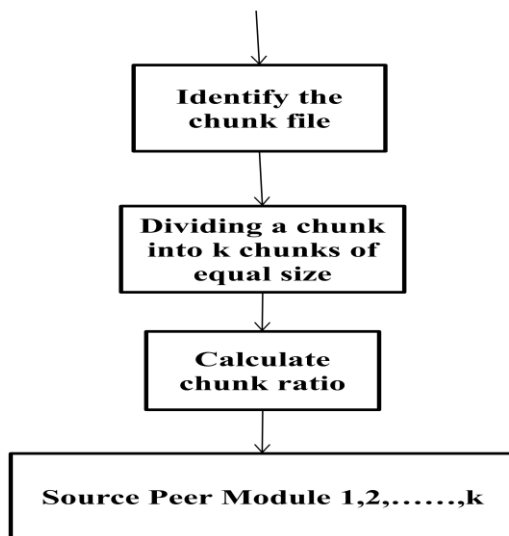 Identify the
chunk file
Dividing a chunk
into k chunks of
equal size
Calculate
chunk ratio
Source Peer Module 1,2,……,k